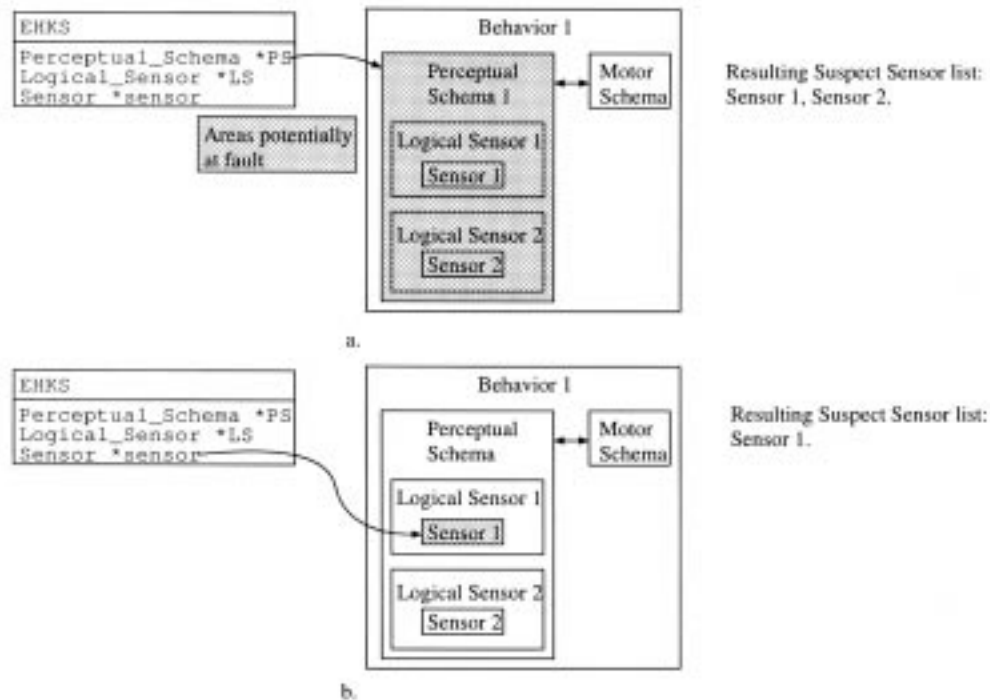 EHKS
Perceptual_Schema *PS
Logical_Sensor *LS
Sensor *sensor
Areas potentially
at fault
Behavior 1
Perceptual
Schema 1
Logical Sensor 1
Sensor 1
Logical Sensor 2
Sensor 2
Motor
Schema
Resulting Suspect Sensor list:
Sensor 1, Sensor 2.
a.
EHKS
Perceptual_Schema *PS
Logical_Sensor *LS
Sensor *sensor
Behavior 1
Perceptual
Schema
Logical Sensor 1
Sensor 1
Logical Sensor 2
Sensor 2
Motor
Schema
Resulting Suspect Sensor list:
Sensor 1.
b.